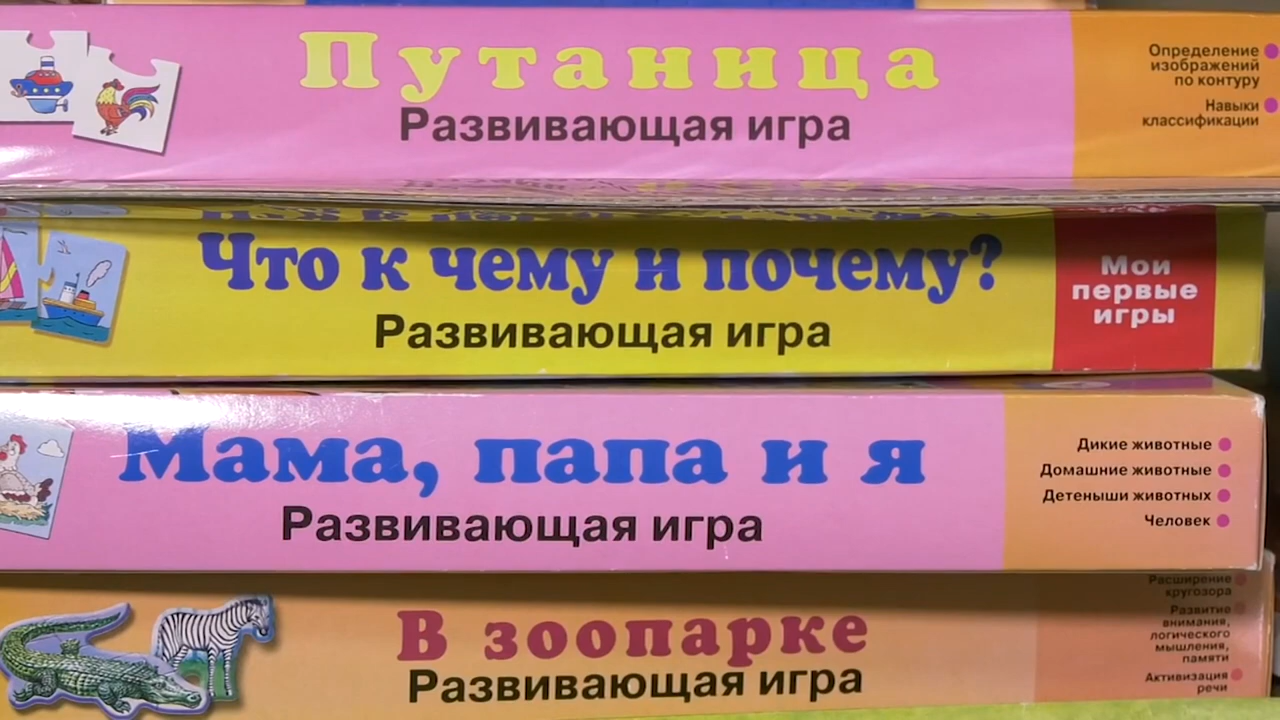 Путаница
Развивающая игра
Определение
изображений
по контуру
Навыки
классификации
Что к чему и почему?
Развивающая игра
Мои
первые
игры
Мама, папа и я
Развивающая игра
Дикие животные
Домашние животные
Детеныши животных
Человек
В зоопарке
Развивающая игра
Расширение
кругозора
Развитие
внимания,
логического
мышления,
памяти
Активизация
речи